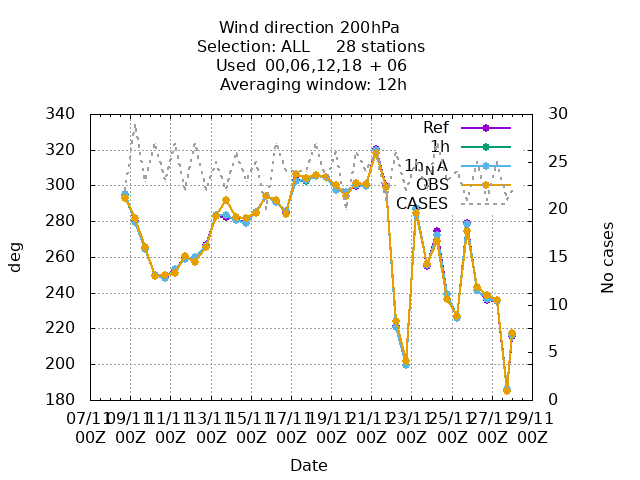 Wind direction 200hPa
Selection: ALL 28 stations
Used 00,06,12,18 + 06
Averaging window: 12h
340
320
300
280
260
240
220
200
180
30
25
20
15
10
5
0
deg
No cases
Ref
1h
1h_NA
OBS
CASES
07/11 09/11 11/11 13/11 15/11 17/11 19/11 21/11 23/11 25/11 27/11 29/11
00Z 00Z 00Z 00Z 00Z 00Z 00Z 00Z 00Z 00Z 00Z 00Z
Date